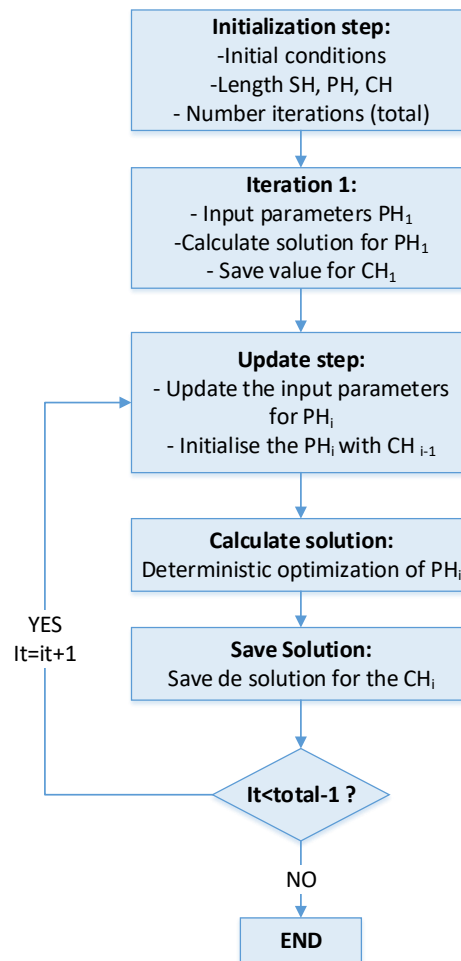 Initialization step:
-Initial conditions
-Length SH, PH, CH
- Number iterations (total)
Iteration 1:
- Input parameters PH₁
-Calculate solution for PH₁
- Save value for CH₁
Update step:
- Update the input parameters
for PHᵢ
- Initialise the PHᵢ with CH ᵢ₋₁
Calculate solution:
Deterministic optimization of PHᵢ
Save Solution:
Save de solution for the CHᵢ
YES
It=it+1
It<total-1 ?
NO
END